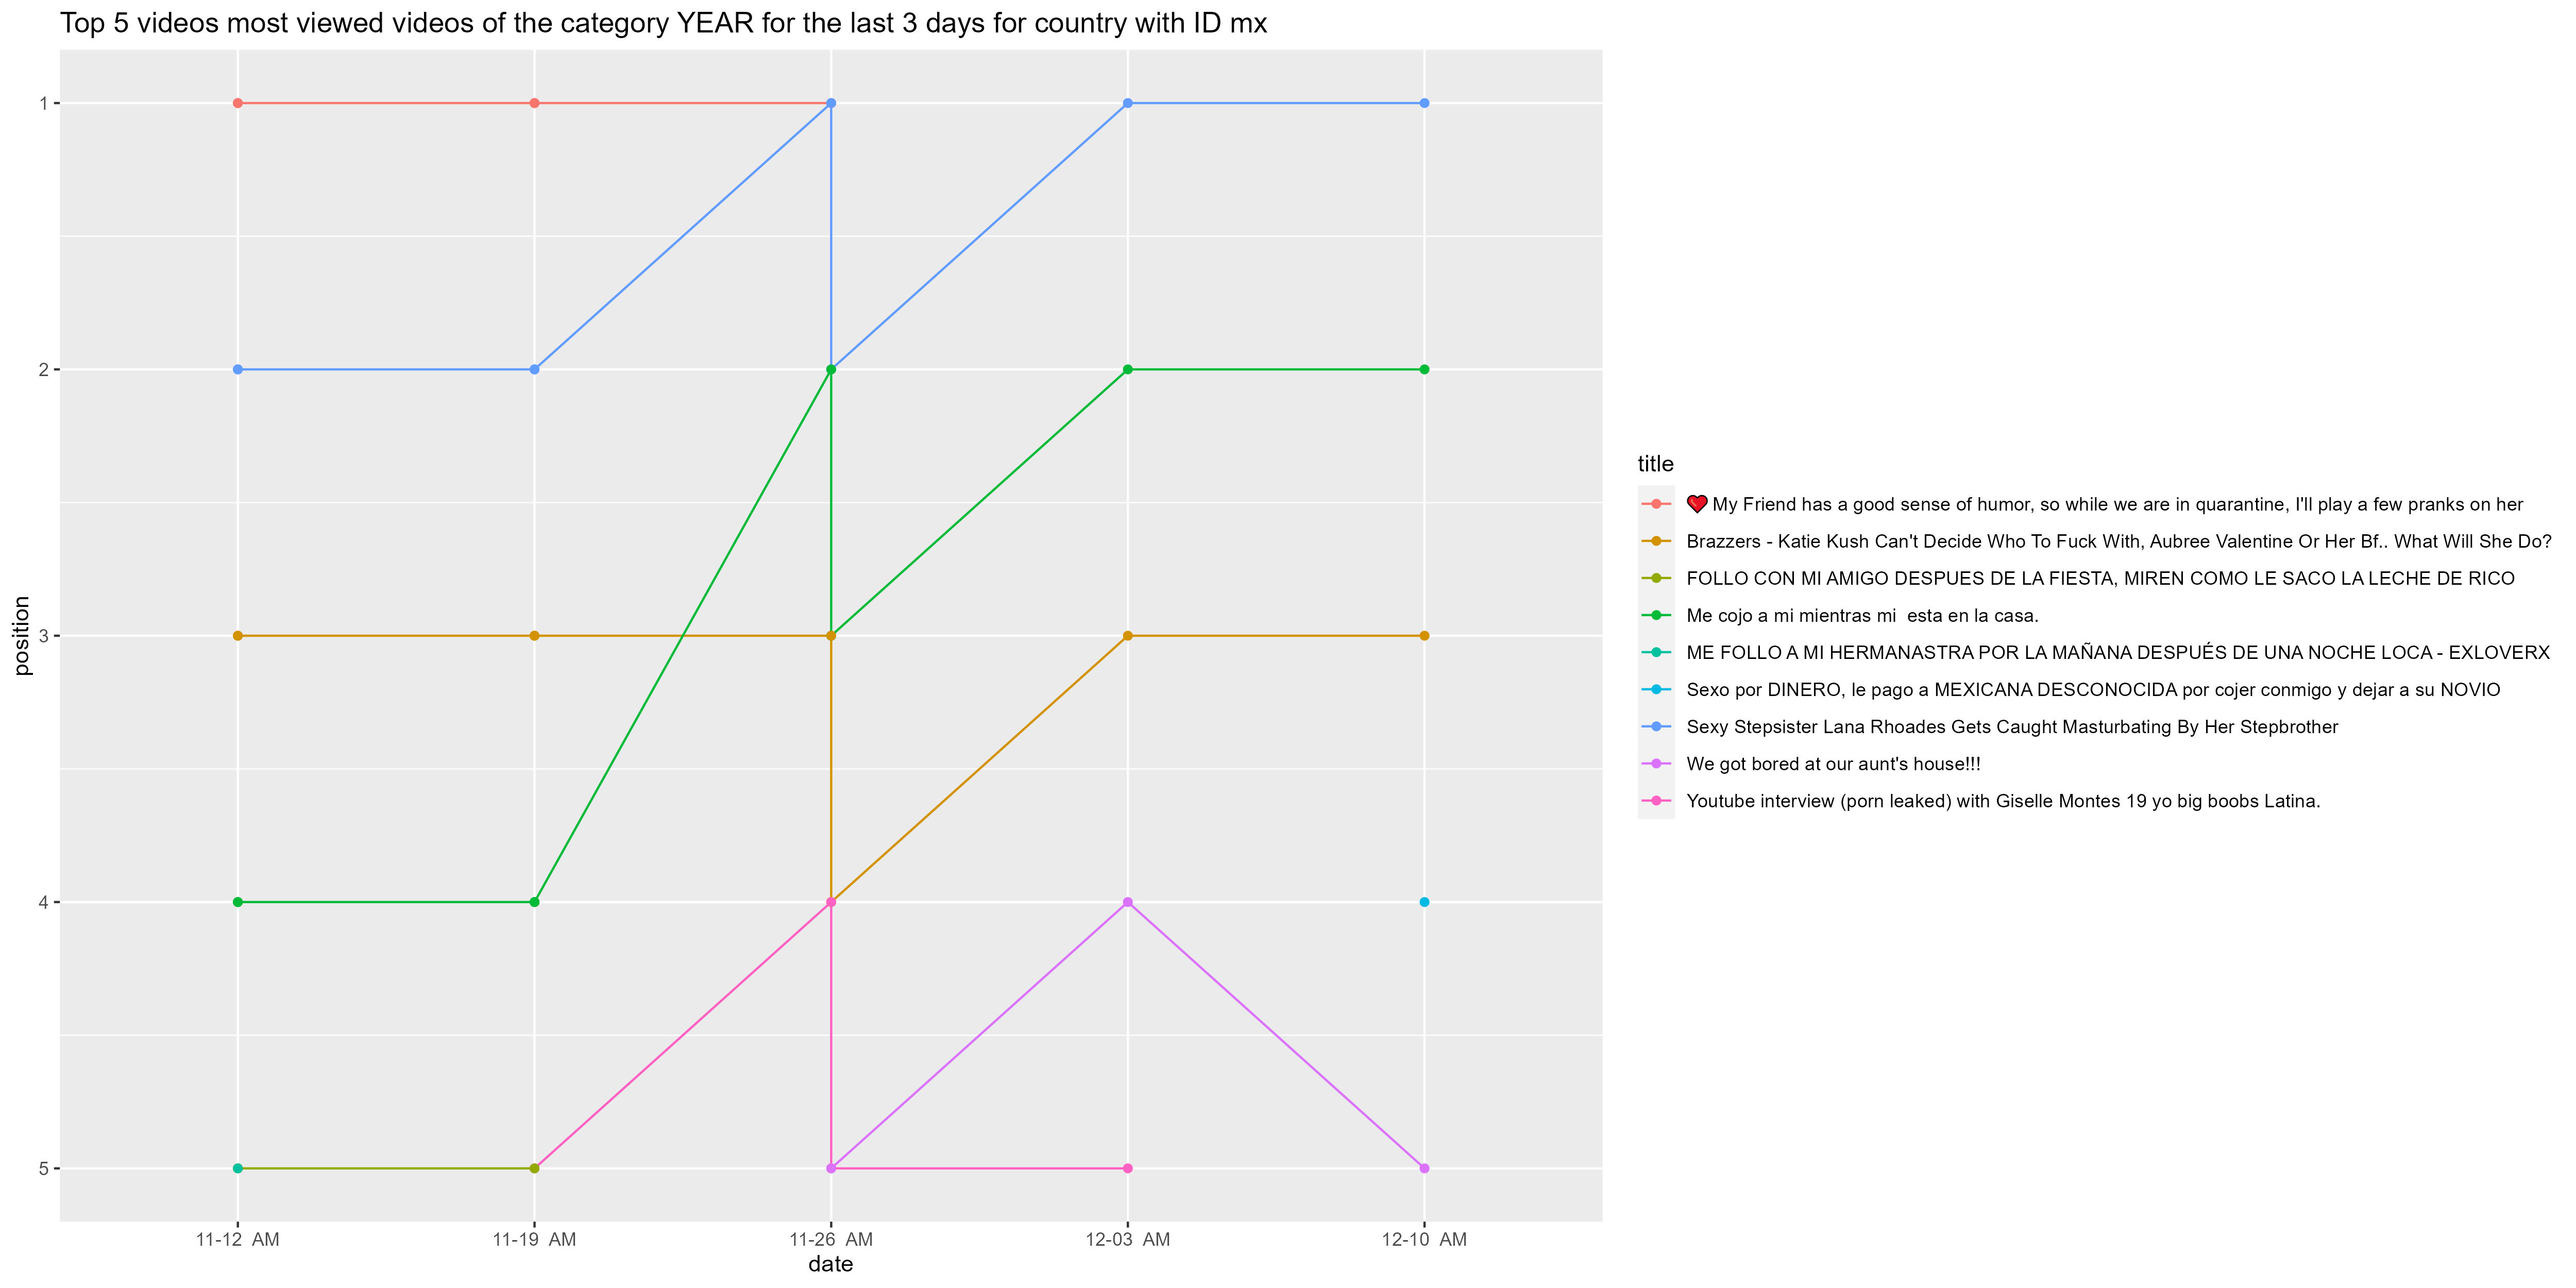 Top 5 videos most viewed videos of the category YEAR for the last 3 days for country with ID mx
1
2
3
4
5
position
11-12  AM
11-19  AM
11-26  AM
12-03  AM
12-10  AM
date
title
❤️ My Friend has a good sense of humor, so while we are in quarantine, I'll play a few pranks on her
Brazzers - Katie Kush Can't Decide Who To Fuck With, Aubree Valentine Or Her Bf.. What Will She Do?
FOLLO CON MI AMIGO DESPUES DE LA FIESTA, MIREN COMO LE SACO LA LECHE DE RICO
Me cojo a mi mientras mi  esta en la casa.
ME FOLLO A MI HERMANASTRA POR LA MAÑANA DESPUÉS DE UNA NOCHE LOCA - EXLOVERX
Sexo por DINERO, le pago a MEXICANA DESCONOCIDA por cojer conmigo y dejar a su NOVIO
Sexy Stepsister Lana Rhoades Gets Caught Masturbating By Her Stepbrother
We got bored at our aunt's house!!!
Youtube interview (porn leaked) with Giselle Montes 19 yo big boobs Latina.